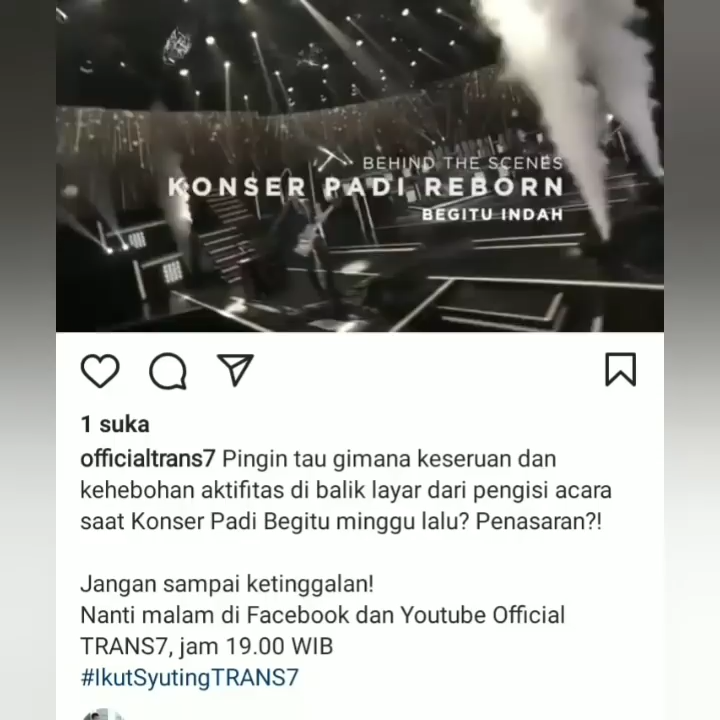 BEHIND THE SCENES
KONSER PADI REBORN
BEGITU INDAH
1 suka
officialtrans7 Pingin tau gimana keseruan dan
kehebohan aktifitas di balik layar dari pengisi acara
saat Konser Padi Begitu minggu lalu? Penasaran?!
Jangan sampai ketinggalan!
Nanti malam di Facebook dan Youtube Official
TRANS7, jam 19.00 WIB
#IkutSyutingTRANS7